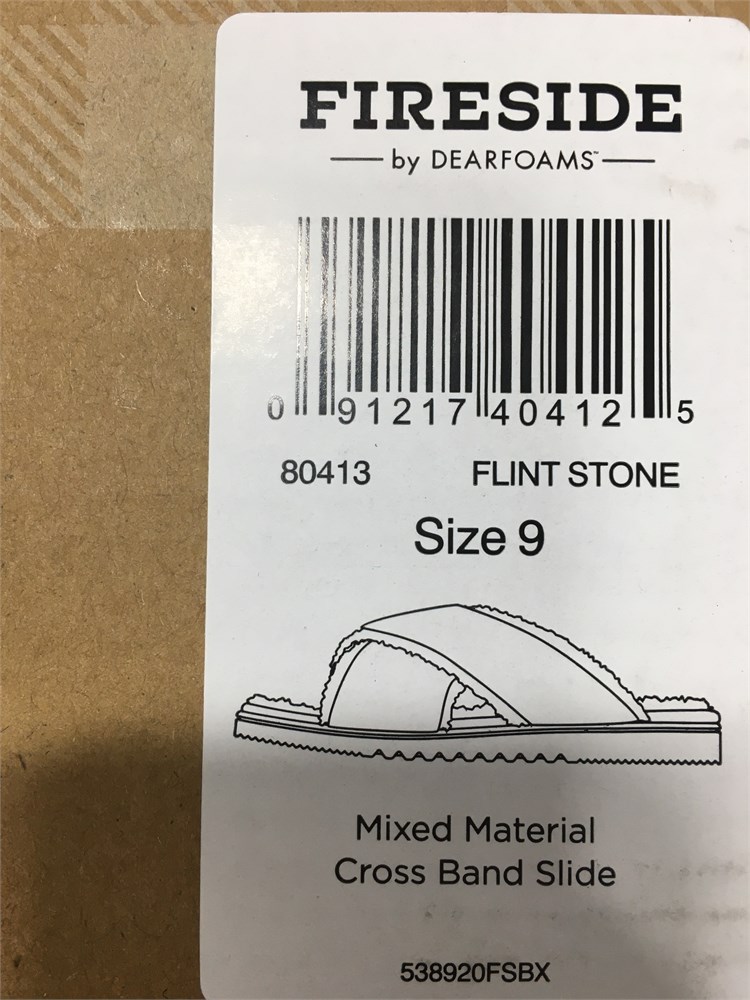 FIRESIDE
by DEARFOAMS™
0 91217 40412 5
80413 FLINT STONE
Size 9
Mixed Material
Cross Band Slide
538920FSBX